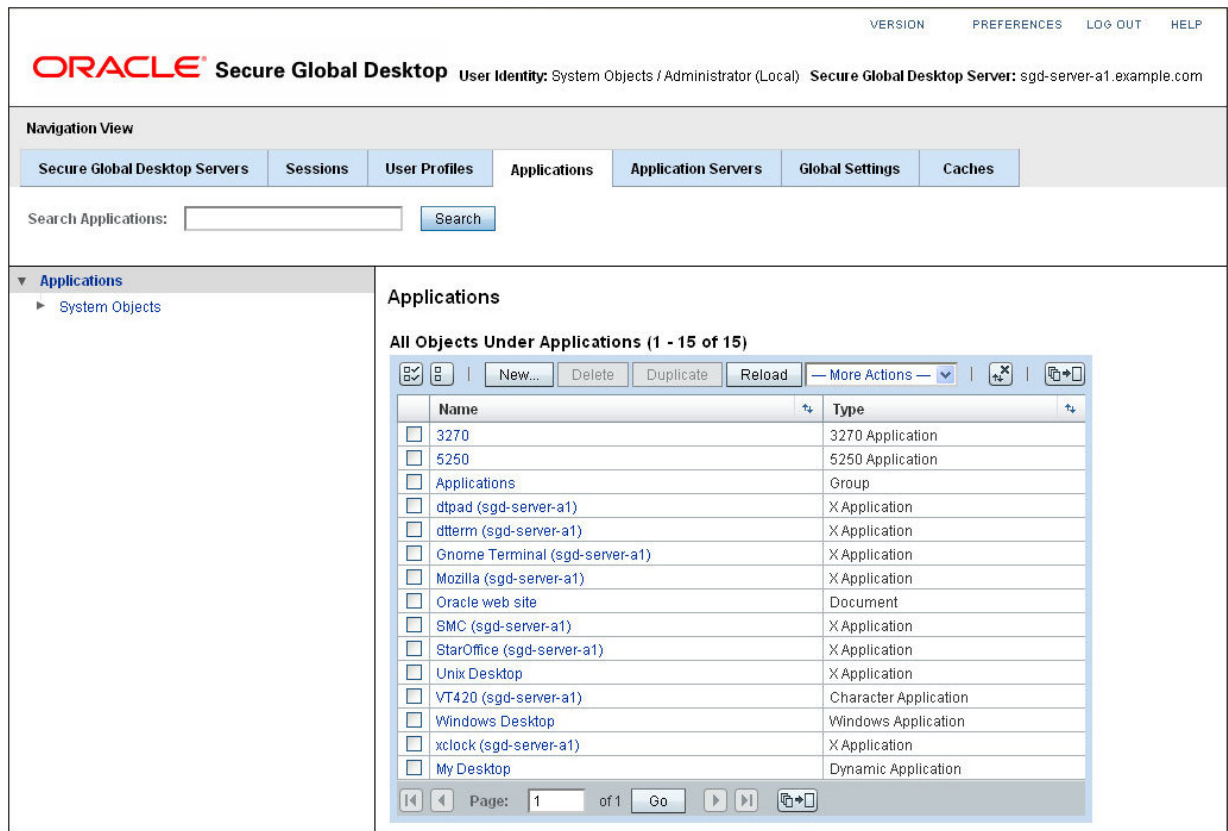 VERSION PREFERENCES LOG OUT HELP
ORACLE Secure Global Desktop User Identity: System Objects / Administrator (Local) Secure Global Desktop Server: sgd-server-a1.example.com
Navigation View
Secure Global Desktop Servers Sessions User Profiles Applications Application Servers Global Settings Caches
Search Applications: Search
Applications
System Objects
Applications
All Objects Under Applications (1 - 15 of 15)
New... Delete Duplicate Reload — More Actions —
Name Type
3270 3270 Application
5250 5250 Application
Applications Group
dtpad (sgd-server-a1) X Application
dtterm (sgd-server-a1) X Application
Gnome Terminal (sgd-server-a1) X Application
Mozilla (sgd-server-a1) X Application
Oracle web site Document
SMC (sgd-server-a1) X Application
StarOffice (sgd-server-a1) X Application
Unix Desktop X Application
VT420 (sgd-server-a1) Character Application
Windows Desktop Windows Application
xclock (sgd-server-a1) X Application
My Desktop Dynamic Application
Page: 1 of 1 Go